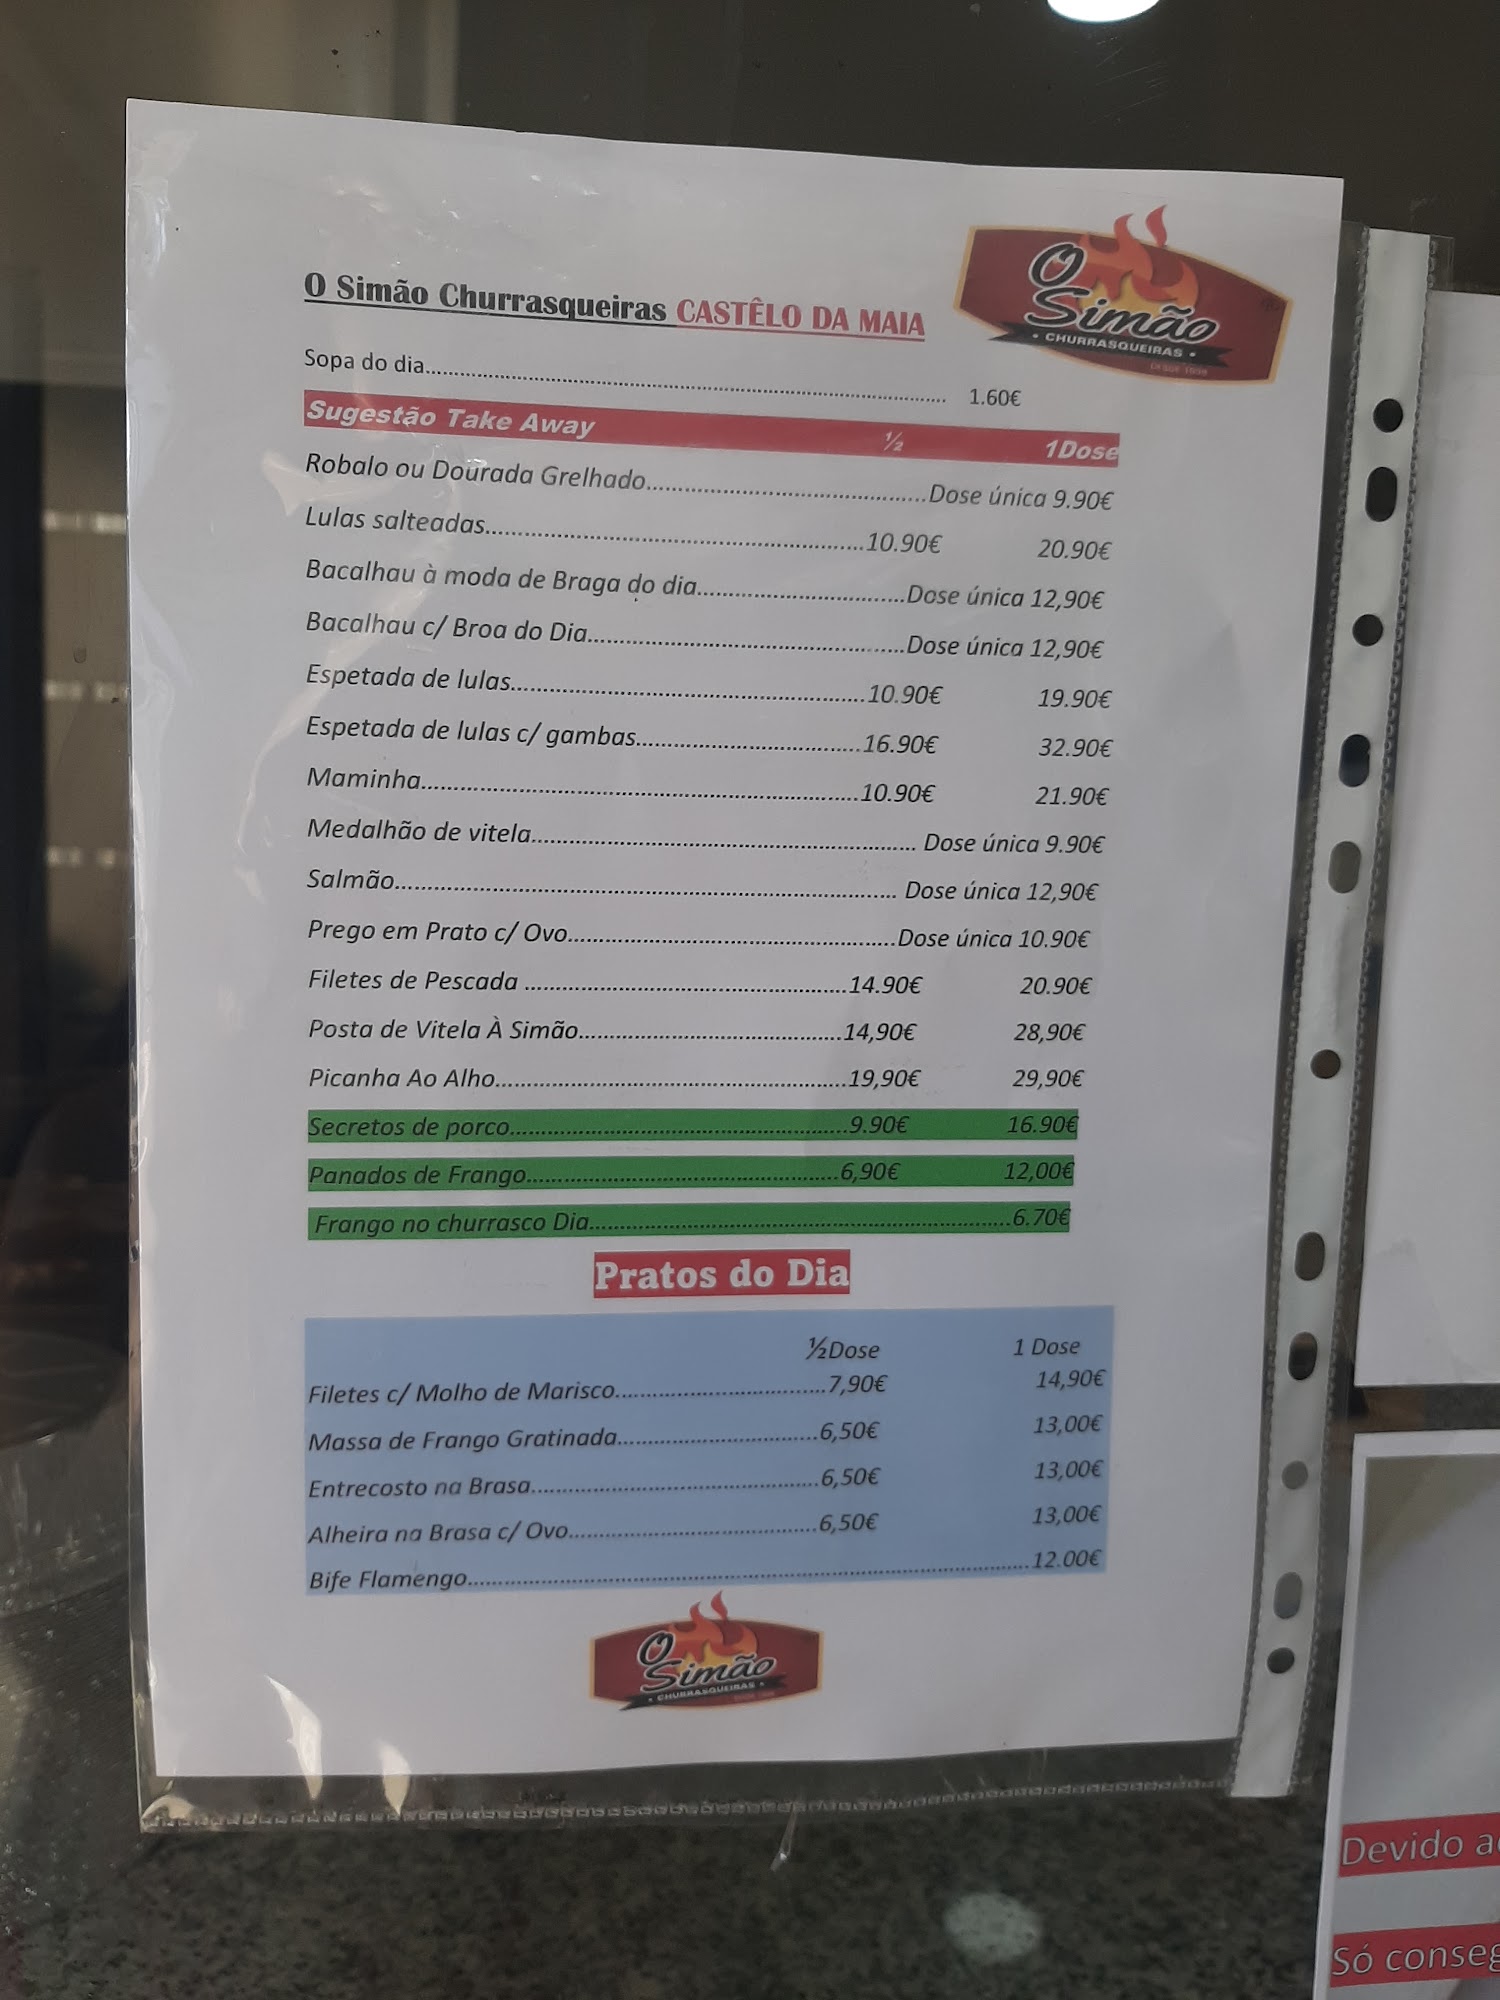 O Simão Churrasqueiras CASTÊLO DA MAIA
O
Simão
• CHURRASQUEIRAS •
Sopa do dia.......... 1.60€
Sugestão Take Away ½ 1Dose
Robalo ou Dourada Grelhado..........Dose única 9.90€
Lulas salteadas..........10.90€ 20.90€
Bacalhau à moda de Braga do dia..........Dose única 12,90€
Bacalhau c/ Broa do Dia..........Dose única 12,90€
Espetada de lulas..........10.90€ 19.90€
Espetada de lulas c/ gambas..........16.90€ 32.90€
Maminha..........10.90€ 21.90€
Medalhão de vitela.......... Dose única 9.90€
Salmão.......... Dose única 12,90€
Prego em Prato c/ Ovo..........Dose única 10.90€
Filetes de Pescada ..........14.90€ 20.90€
Posta de Vitela À Simão..........14,90€ 28,90€
Picanha Ao Alho..........19,90€ 29,90€
Secretos de porco..........9.90€ 16.90€
Panados de Frango..........6,90€ 12,00€
Frango no churrasco Dia..........6.70€
Pratos do Dia
½Dose 1 Dose
Filetes c/ Molho de Marisco..........7,90€ 14,90€
Massa de Frango Gratinada..........6,50€ 13,00€
Entrecosto na Brasa..........6,50€ 13,00€
Alheira na Brasa c/ Ovo..........6,50€ 13,00€
Bife Flamengo..........12.00€
O
Simão
• CHURRASQUEIRAS •
Devido a
Só conseg